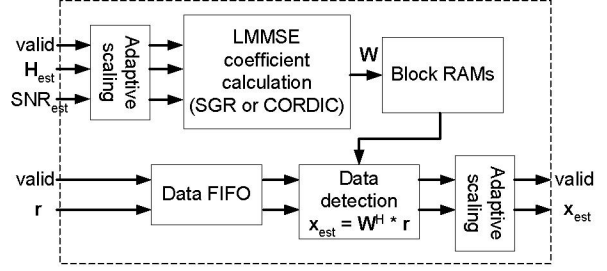 valid
H_est
SNR_est
Adaptive
scaling
LMMSE
coefficient
calculation
(SGR or CORDIC)
W
Block RAMs
valid
r
Data FIFO
Data
detection
x_est = W^H * r
Adaptive
scaling
valid
x_est